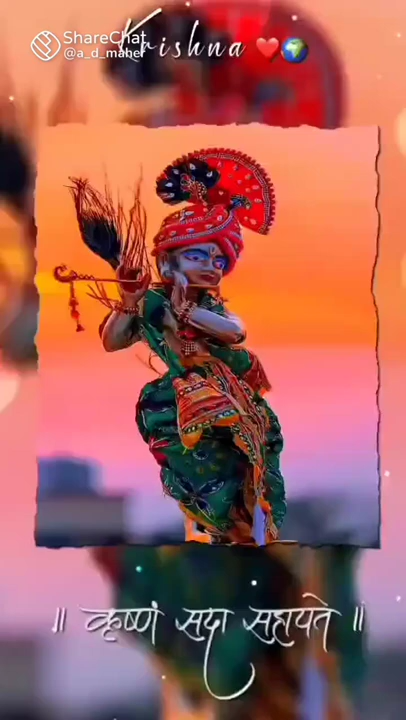 Krishna ❤️🌍
ShareChat
@a_d_maher
॥ कृष्णं सदा सहायते ॥